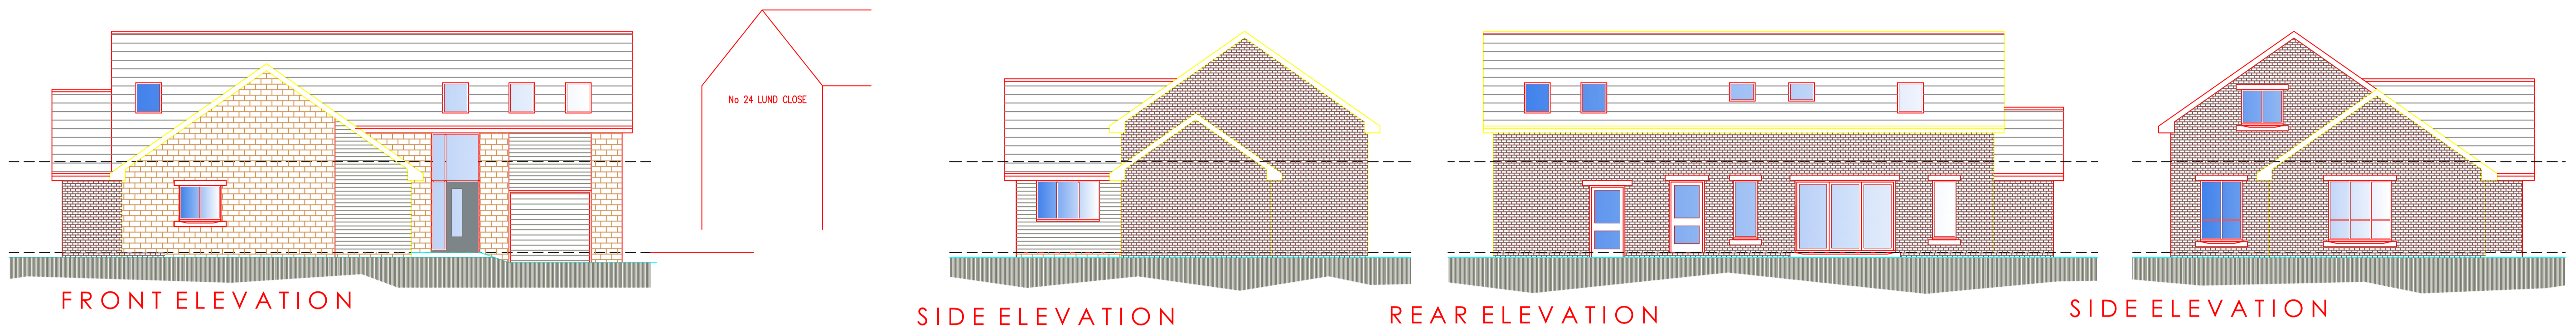 No 24 LUND CLOSE
FRONT ELEVATION
SIDE ELEVATION
REAR ELEVATION
SIDE ELEVATION